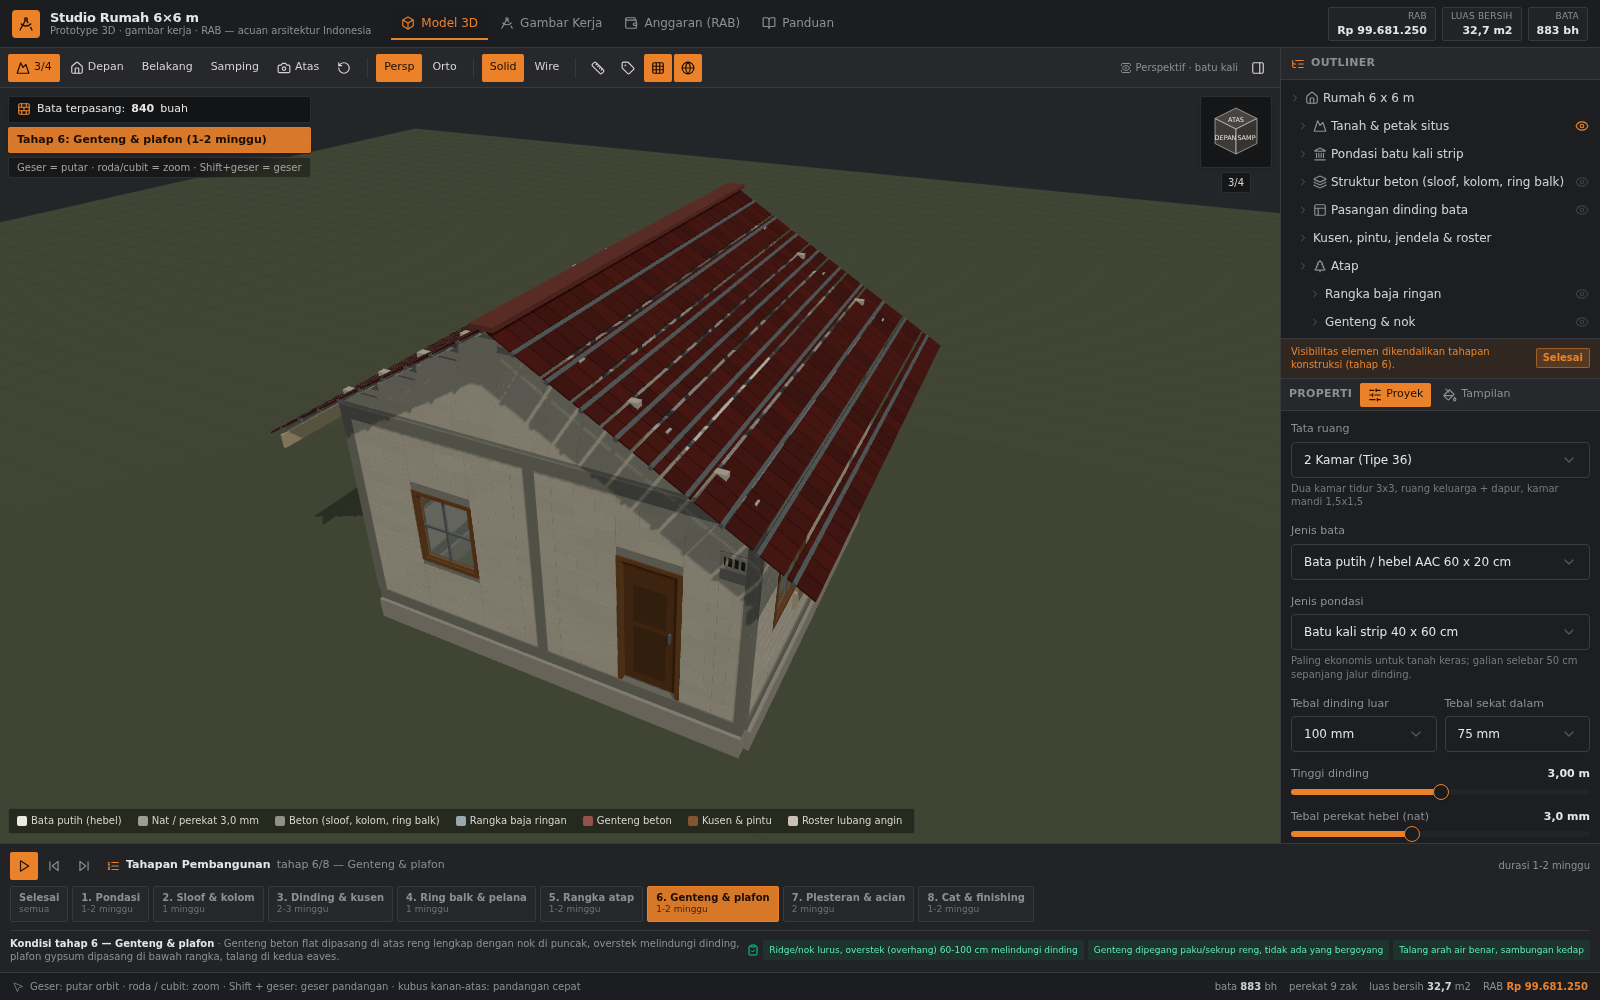 Studio Rumah 6×6 m
Prototype 3D · gambar kerja · RAB — acuan arsitektur Indonesia
Model 3D
Gambar Kerja
Anggaran (RAB)
Panduan
RAB
Rp 99.681.250
LUAS BERSIH
32,7 m2
BATA
883 bh
3/4
Depan
Belakang
Samping
Atas
Persp
Orto
Solid
Wire
Perspektif · batu kali
Bata terpasang: 840 buah
Tahap 6: Genteng & plafon (1-2 minggu)
Geser = putar · roda/cubit = zoom · Shift+geser = geser
ATAS
DEPAN
SAMP
3/4
Bata putih (hebel)
Nat / perekat 3,0 mm
Beton (sloof, kolom, ring balk)
Rangka baja ringan
Genteng beton
Kusen & pintu
Roster lubang angin
OUTLINER
Rumah 6 x 6 m
Tanah & petak situs
Pondasi batu kali strip
Struktur beton (sloof, kolom, ring balk)
Pasangan dinding bata
Kusen, pintu, jendela & roster
Atap
Rangka baja ringan
Genteng & nok
Visibilitas elemen dikendalikan tahapan
konstruksi (tahap 6).
Selesai
PROPERTI
Proyek
Tampilan
Tata ruang
2 Kamar (Tipe 36)
Dua kamar tidur 3x3, ruang keluarga + dapur, kamar
mandi 1,5x1,5
Jenis bata
Bata putih / hebel AAC 60 x 20 cm
Jenis pondasi
Batu kali strip 40 x 60 cm
Paling ekonomis untuk tanah keras; galian selebar 50 cm
sepanjang jalur dinding.
Tebal dinding luar
Tebal sekat dalam
100 mm
75 mm
Tinggi dinding
3,00 m
Tebal perekat hebel (nat)
3,0 mm
Tahapan Pembangunan
tahap 6/8 — Genteng & plafon
durasi 1-2 minggu
Selesai
semua
1. Pondasi
1-2 minggu
2. Sloof & kolom
1 minggu
3. Dinding & kusen
2-3 minggu
4. Ring balk & pelana
1 minggu
5. Rangka atap
1-2 minggu
6. Genteng & plafon
1-2 minggu
7. Plesteran & acian
2 minggu
8. Cat & finishing
1-2 minggu
Kondisi tahap 6 — Genteng & plafon · Genteng beton flat dipasang di atas reng lengkap dengan nok di puncak, overstek melindungi dinding,
plafon gypsum dipasang di bawah rangka, talang di kedua eaves.
Ridge/nok lurus, overstek (overhang) 60-100 cm melindungi dinding
Genteng dipegang paku/sekrup reng, tidak ada yang bergoyang
Talang arah air benar, sambungan kedap
Geser: putar orbit · roda / cubit: zoom · Shift + geser: geser pandangan · kubus kanan-atas: pandangan cepat
bata 883 bh
perekat 9 zak
luas bersih 32,7 m2
RAB Rp 99.681.250